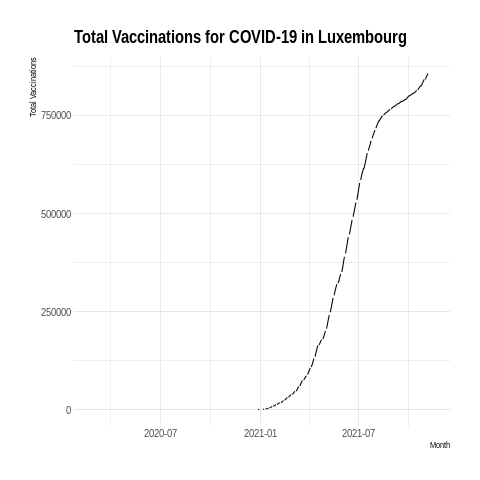 Total Vaccinations for COVID-19 in Luxembourg
Total Vaccinations
750000
500000
250000
0
2020-07 2021-01 2021-07
Month